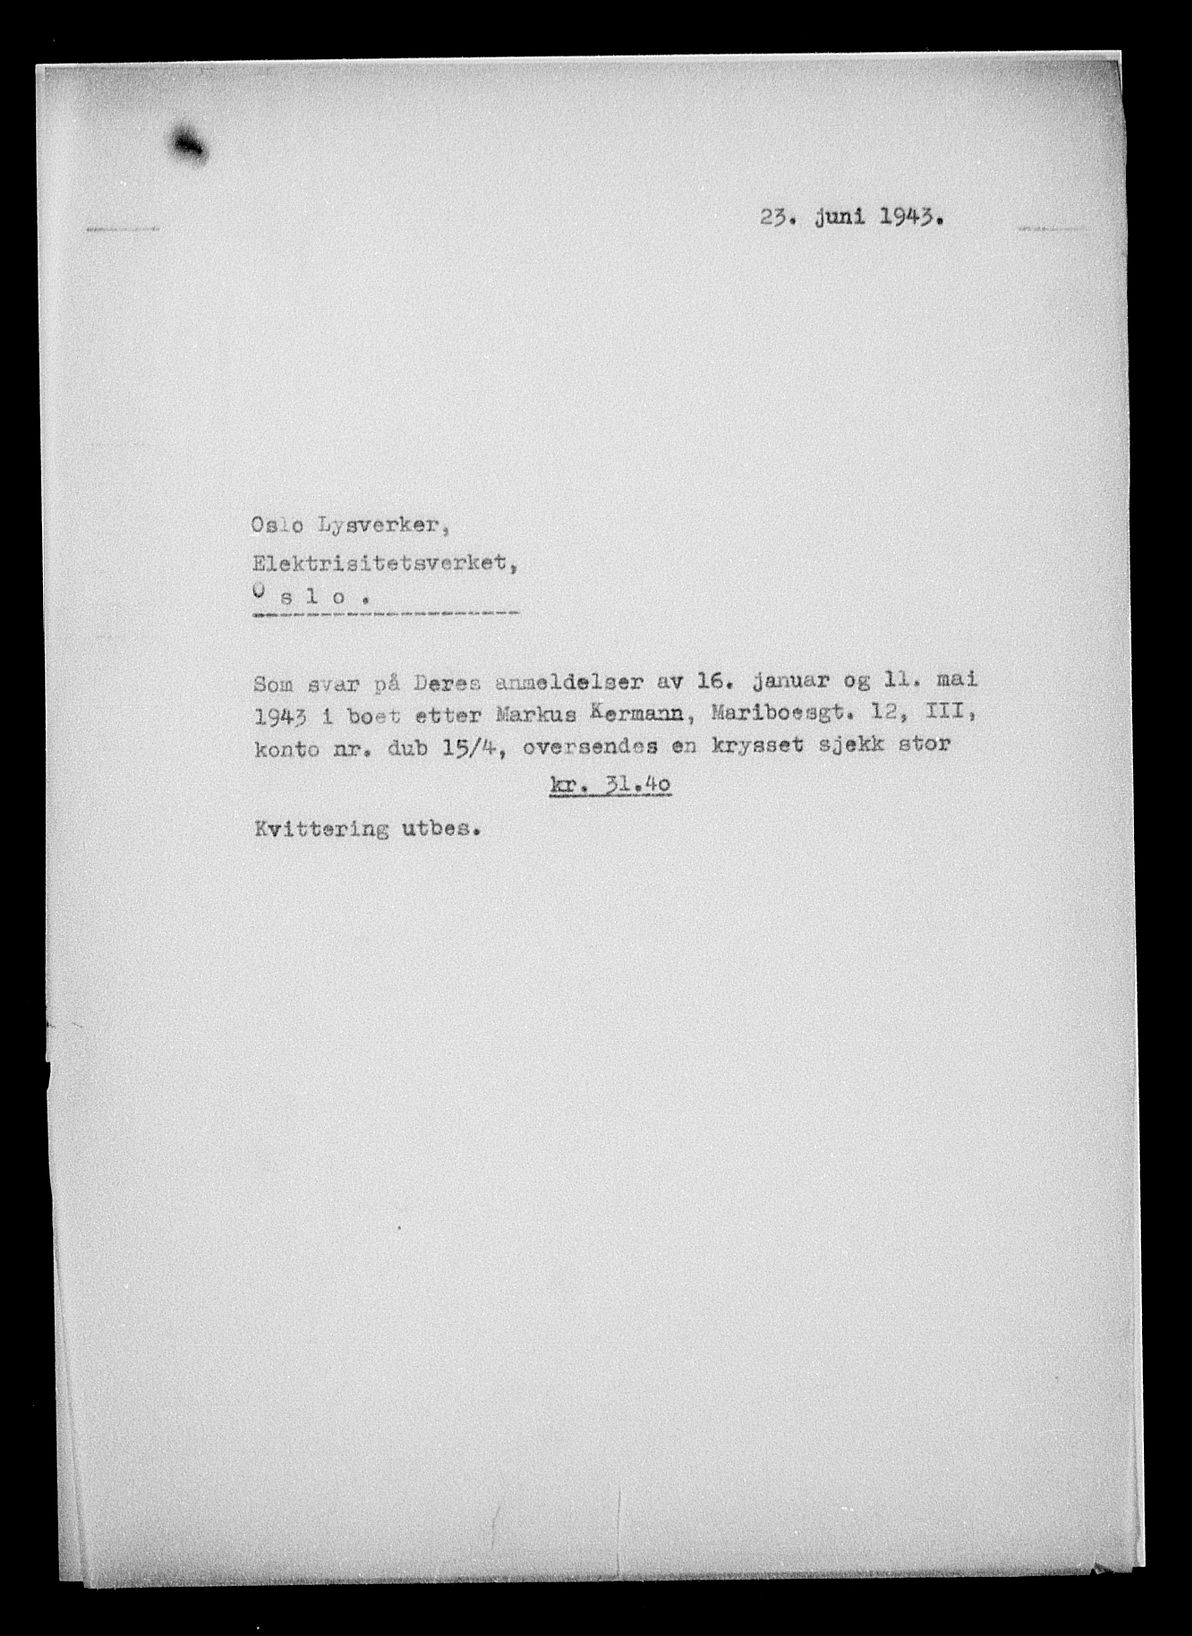 23. juni 1943.
Oslo Lysverker,
Elektrisitetsverket,
O s l o .
Som svar på Deres anmeldelser av 16. januar og 11. mai
1943 i boet etter Markus Kermann, Mariboesgt. 12, III,
konto nr. dub 15/4, oversendes en krysset sjekk stor
kr. 31.4o
Kvittering utbes.